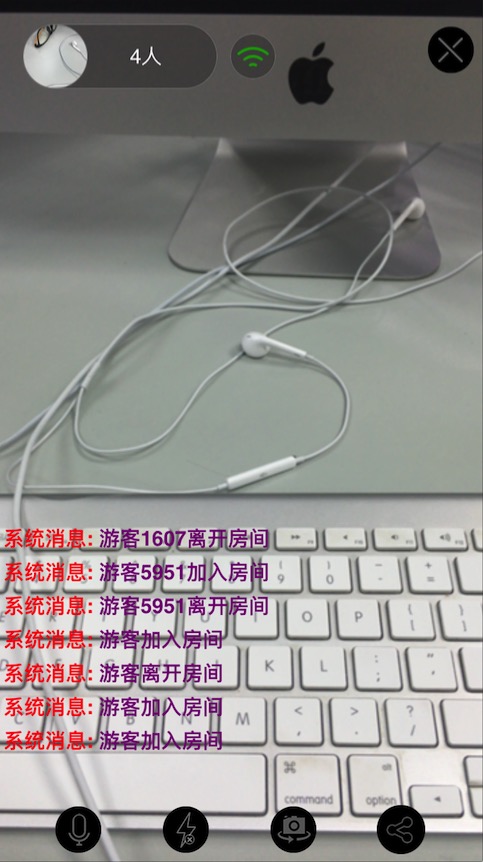 4人
系统消息: 游客1607离开房间
系统消息: 游客5951加入房间
系统消息: 游客5951离开房间
系统消息: 游客加入房间
系统消息: 游客离开房间
系统消息: 游客加入房间
系统消息: 游客加入房间
( 9
) 0
- _
+ =
I
O
P
{ [
} ]
K
L
: ;
" '
C
V
B
N
M
< ,
> .
? /
⌘
alt
command
option
◄